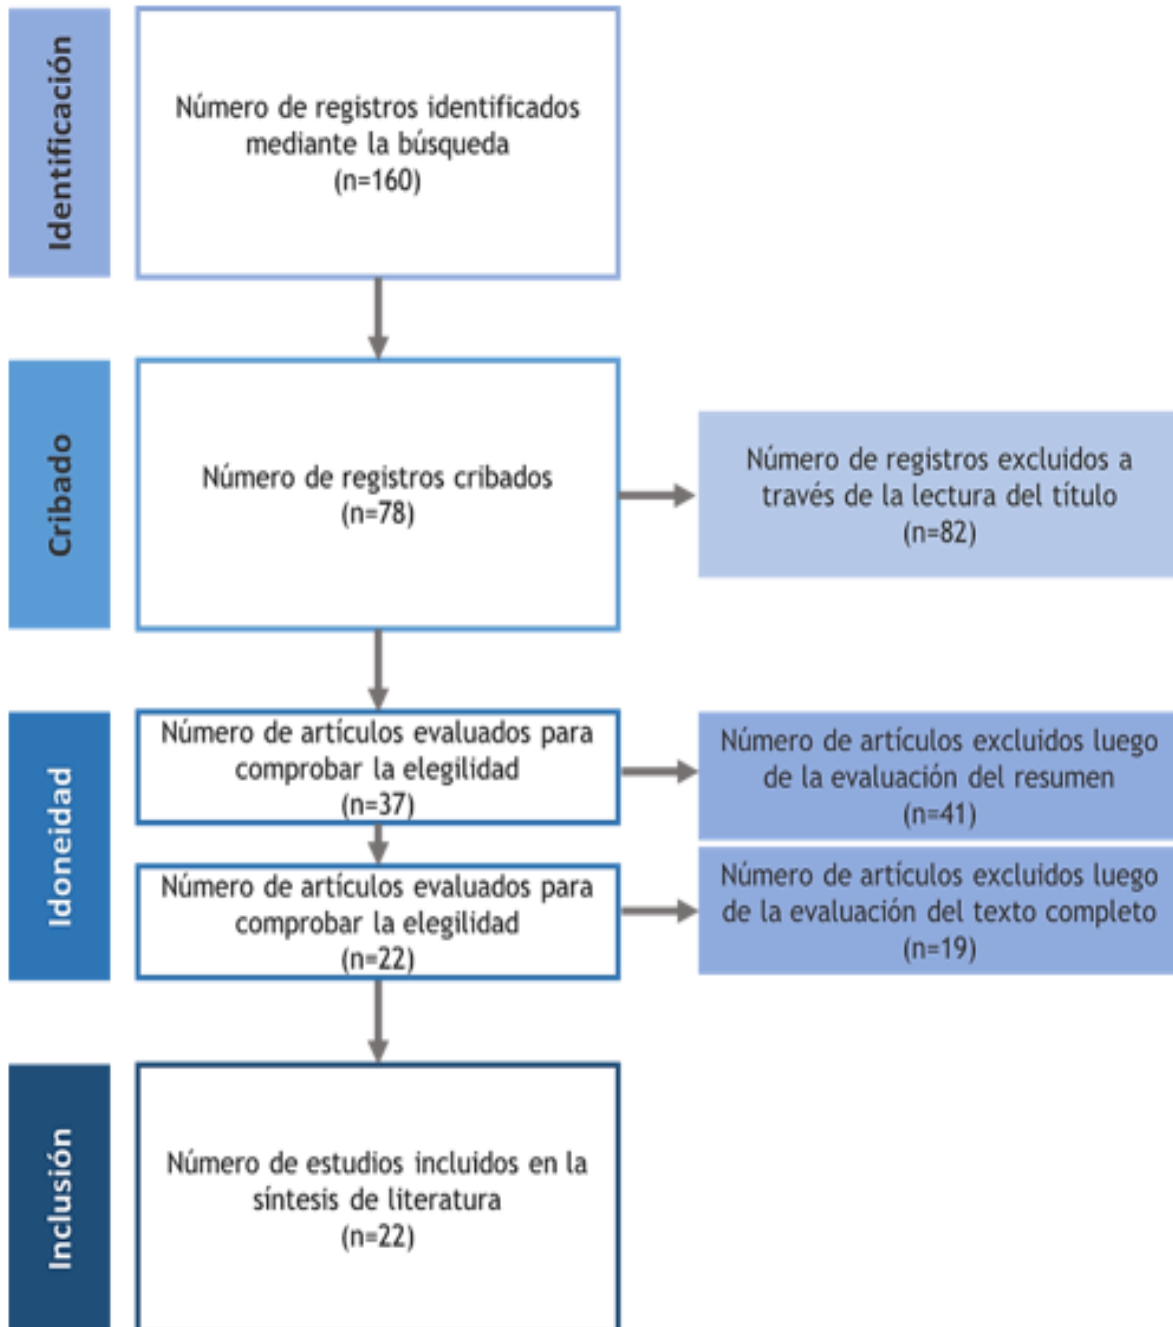 Identificación
Número de registros identificados
mediante la búsqueda
(n=160)
Cribado
Número de registros cribados
(n=78)
Número de registros excluidos a
través de la lectura del título
(n=82)
Idoneidad
Número de artículos evaluados para
comprobar la elegilidad
(n=37)
Número de artículos excluidos luego
de la evaluación del resumen
(n=41)
Número de artículos evaluados para
comprobar la elegilidad
(n=22)
Número de artículos excluidos luego
de la evaluación del texto completo
(n=19)
Inclusión
Número de estudios incluidos en la
síntesis de literatura
(n=22)